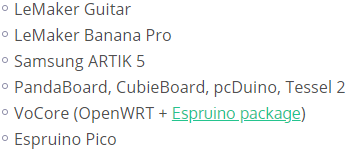 LeMaker Guitar
LeMaker Banana Pro
Samsung ARTIK 5
PandaBoard, CubieBoard, pcDuino, Tessel 2
VoCore (OpenWRT + Espruino package)
Espruino Pico